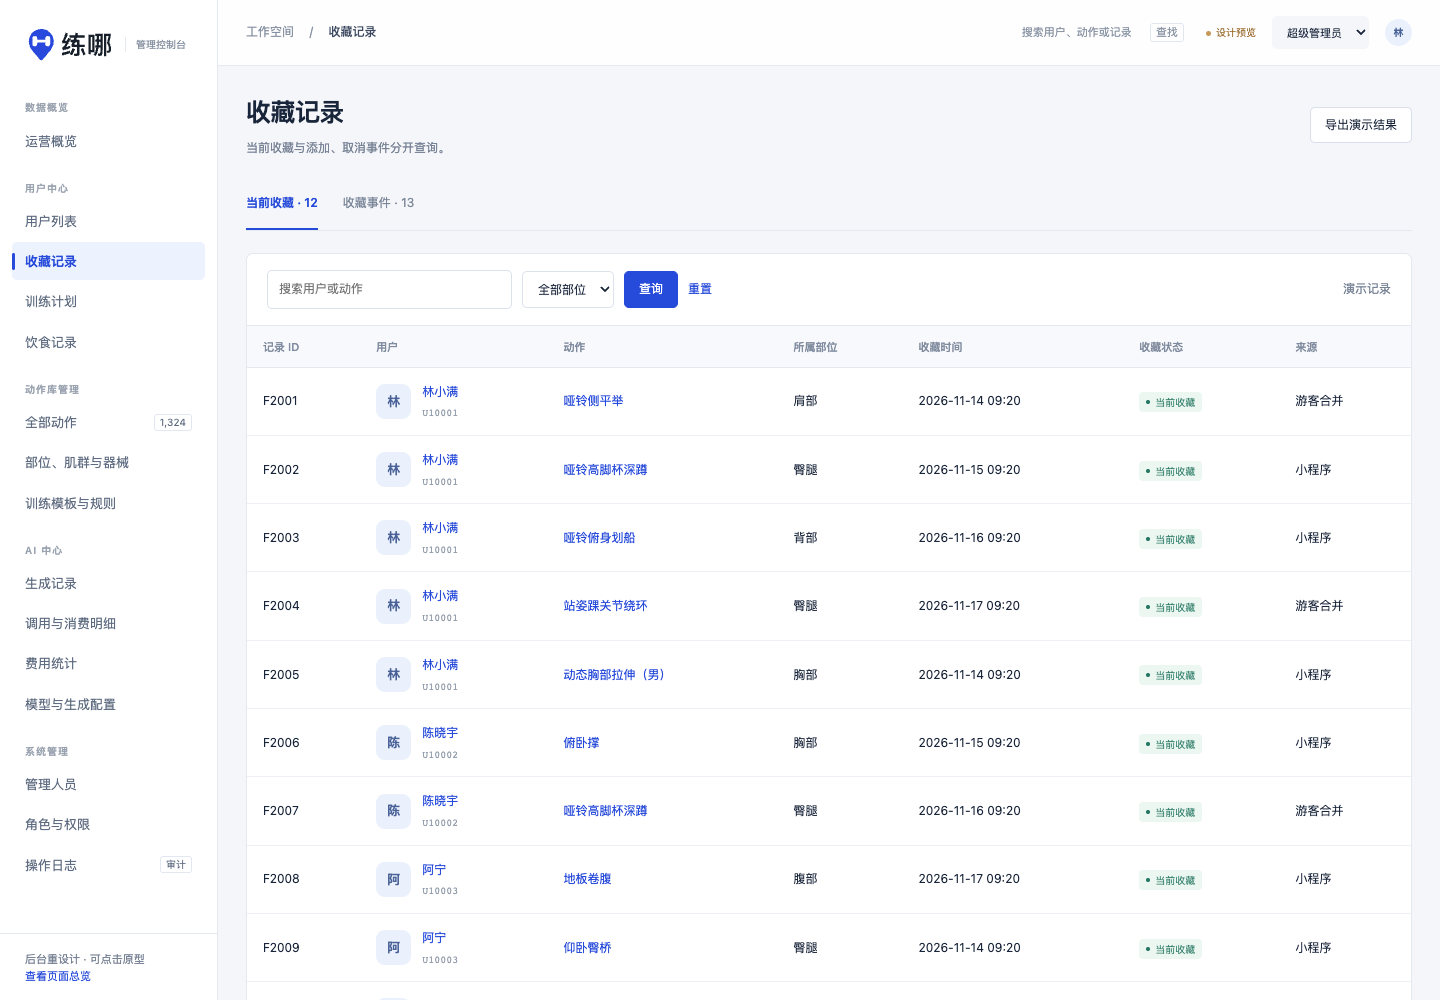 练哪 管理控制台
数据概览
运营概览
用户中心
用户列表
收藏记录
训练计划
饮食记录
动作库管理
全部动作 1,324
部位、肌群与器械
训练模板与规则
AI 中心
生成记录
调用与消费明细
费用统计
模型与生成配置
系统管理
管理人员
角色与权限
操作日志 审计
后台重设计 · 可点击原型
查看页面总览
工作空间 / 收藏记录 搜索用户、动作或记录 查找 设计预览 超级管理员 林
收藏记录
当前收藏与添加、取消事件分开查询。
导出演示结果
当前收藏 · 12 收藏事件 · 13
搜索用户或动作 全部部位 查询 重置 演示记录
记录 ID 用户 动作 所属部位 收藏时间 收藏状态 来源
F2001 林 林小满 U10001 哑铃侧平举 肩部 2026-11-14 09:20 当前收藏 游客合并
F2002 林 林小满 U10001 哑铃高脚杯深蹲 臀腿 2026-11-15 09:20 当前收藏 小程序
F2003 林 林小满 U10001 哑铃俯身划船 背部 2026-11-16 09:20 当前收藏 小程序
F2004 林 林小满 U10001 站姿踝关节绕环 臀腿 2026-11-17 09:20 当前收藏 游客合并
F2005 林 林小满 U10001 动态胸部拉伸（男） 胸部 2026-11-14 09:20 当前收藏 小程序
F2006 陈 陈晓宇 U10002 俯卧撑 胸部 2026-11-15 09:20 当前收藏 小程序
F2007 陈 陈晓宇 U10002 哑铃高脚杯深蹲 臀腿 2026-11-16 09:20 当前收藏 游客合并
F2008 阿 阿宁 U10003 地板卷腹 腹部 2026-11-17 09:20 当前收藏 小程序
F2009 阿 阿宁 U10003 仰卧臀桥 臀腿 2026-11-14 09:20 当前收藏 小程序